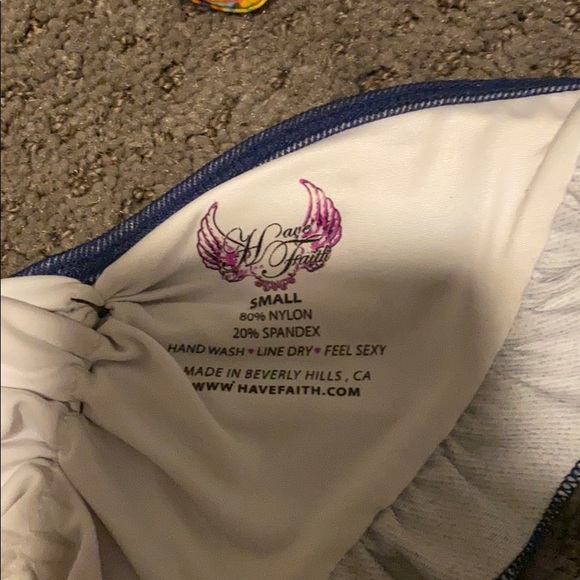 Have
Faith
SMALL
80% NYLON
20% SPANDEX
HAND WASH • LINE DRY • FEEL SEXY
MADE IN BEVERLY HILLS , CA
WWW.HAVEFAITH.COM